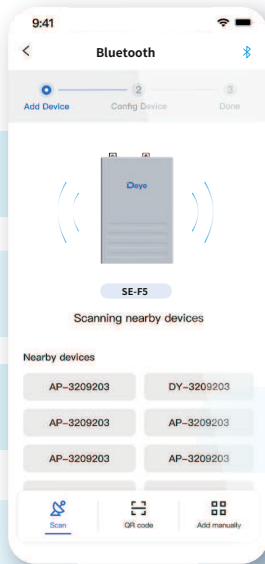 9:41
Bluetooth
2
3
Add Device
Config Device
Done
Deye
SE-F5
Scanning nearby devices
Nearby devices
AP-3209203
DY-3209203
AP-3209203
AP-3209203
AP-3209203
AP-3209203
Scan
QR code
Add manually